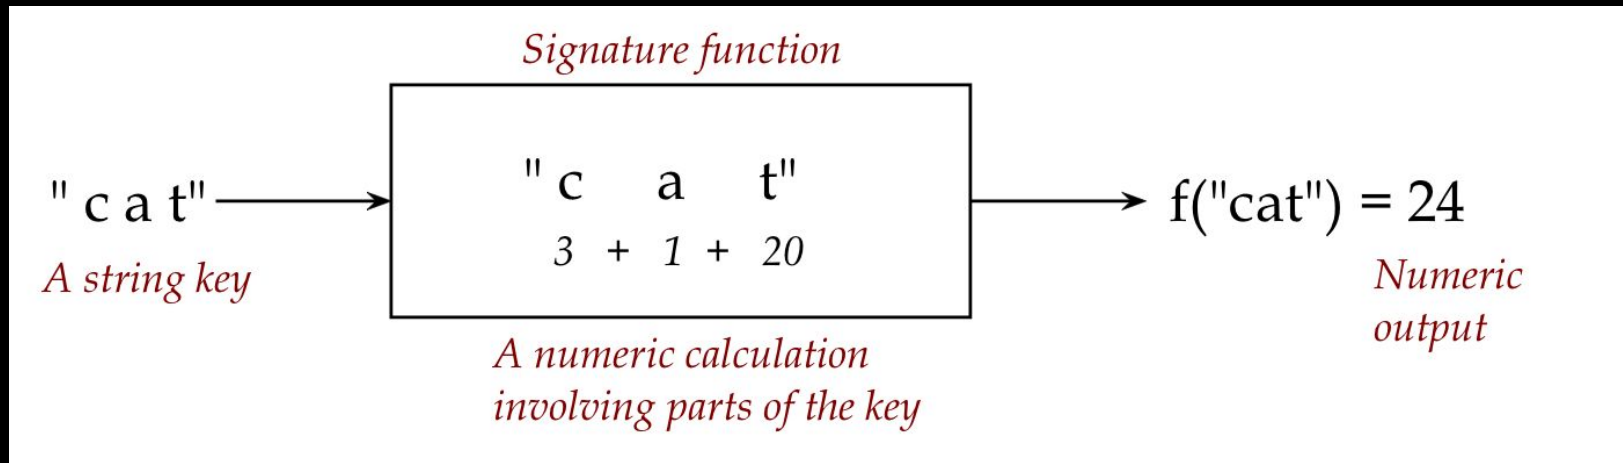 Signature function
" c a t"
A string key
" c a t"
3 + 1 + 20
f("cat") = 24
Numeric
output
A numeric calculation
involving parts of the key